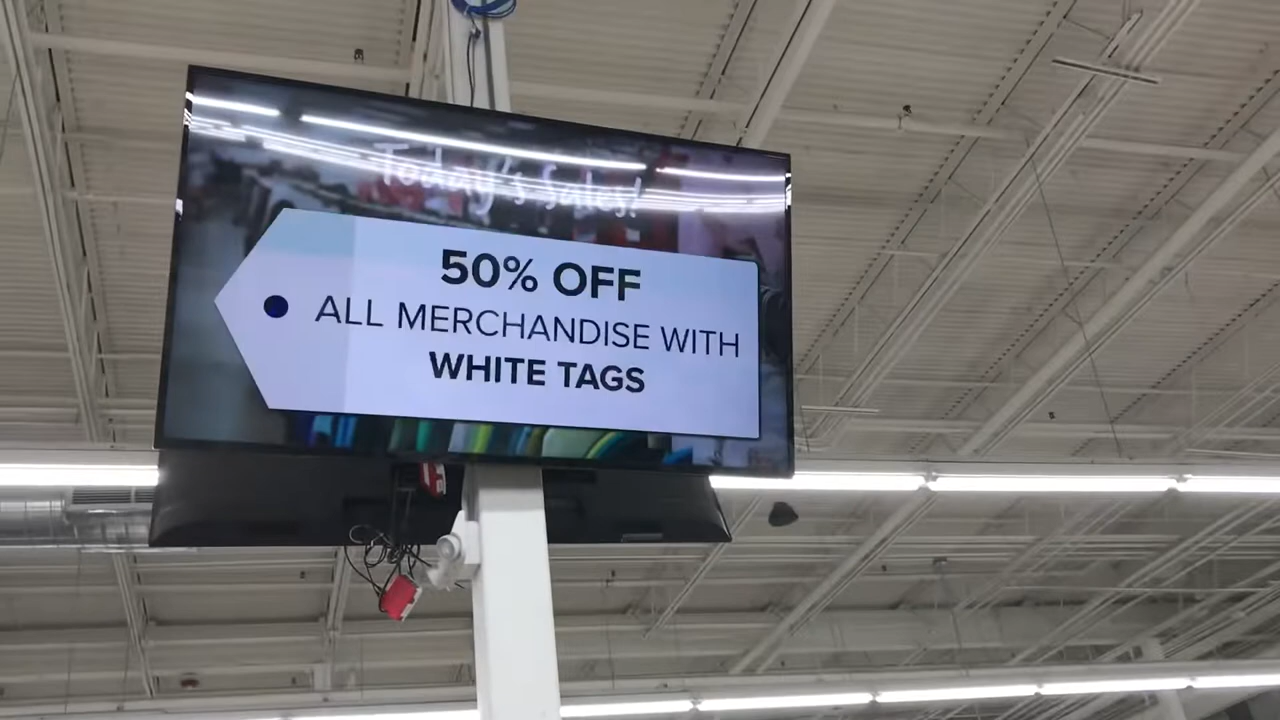 Today's Sales!
50% OFF
ALL MERCHANDISE WITH
WHITE TAGS